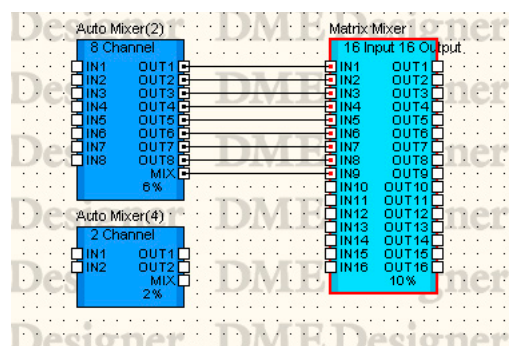 Auto Mixer(2)
8 Channel
IN1 OUT1
IN2 OUT2
IN3 OUT3
IN4 OUT4
IN5 OUT5
IN6 OUT6
IN7 OUT7
IN8 OUT8
MIX
6%
Matrix Mixer
16 Input 16 Output
IN1 OUT1
IN2 OUT2
IN3 OUT3
IN4 OUT4
IN5 OUT5
IN6 OUT6
IN7 OUT7
IN8 OUT8
IN9 OUT9
IN10 OUT10
IN11 OUT11
IN12 OUT12
IN13 OUT13
IN14 OUT14
IN15 OUT15
IN16 OUT16
10%
Auto Mixer(4)
2 Channel
IN1 OUT1
IN2 OUT2
MIX
2%
DME Designer